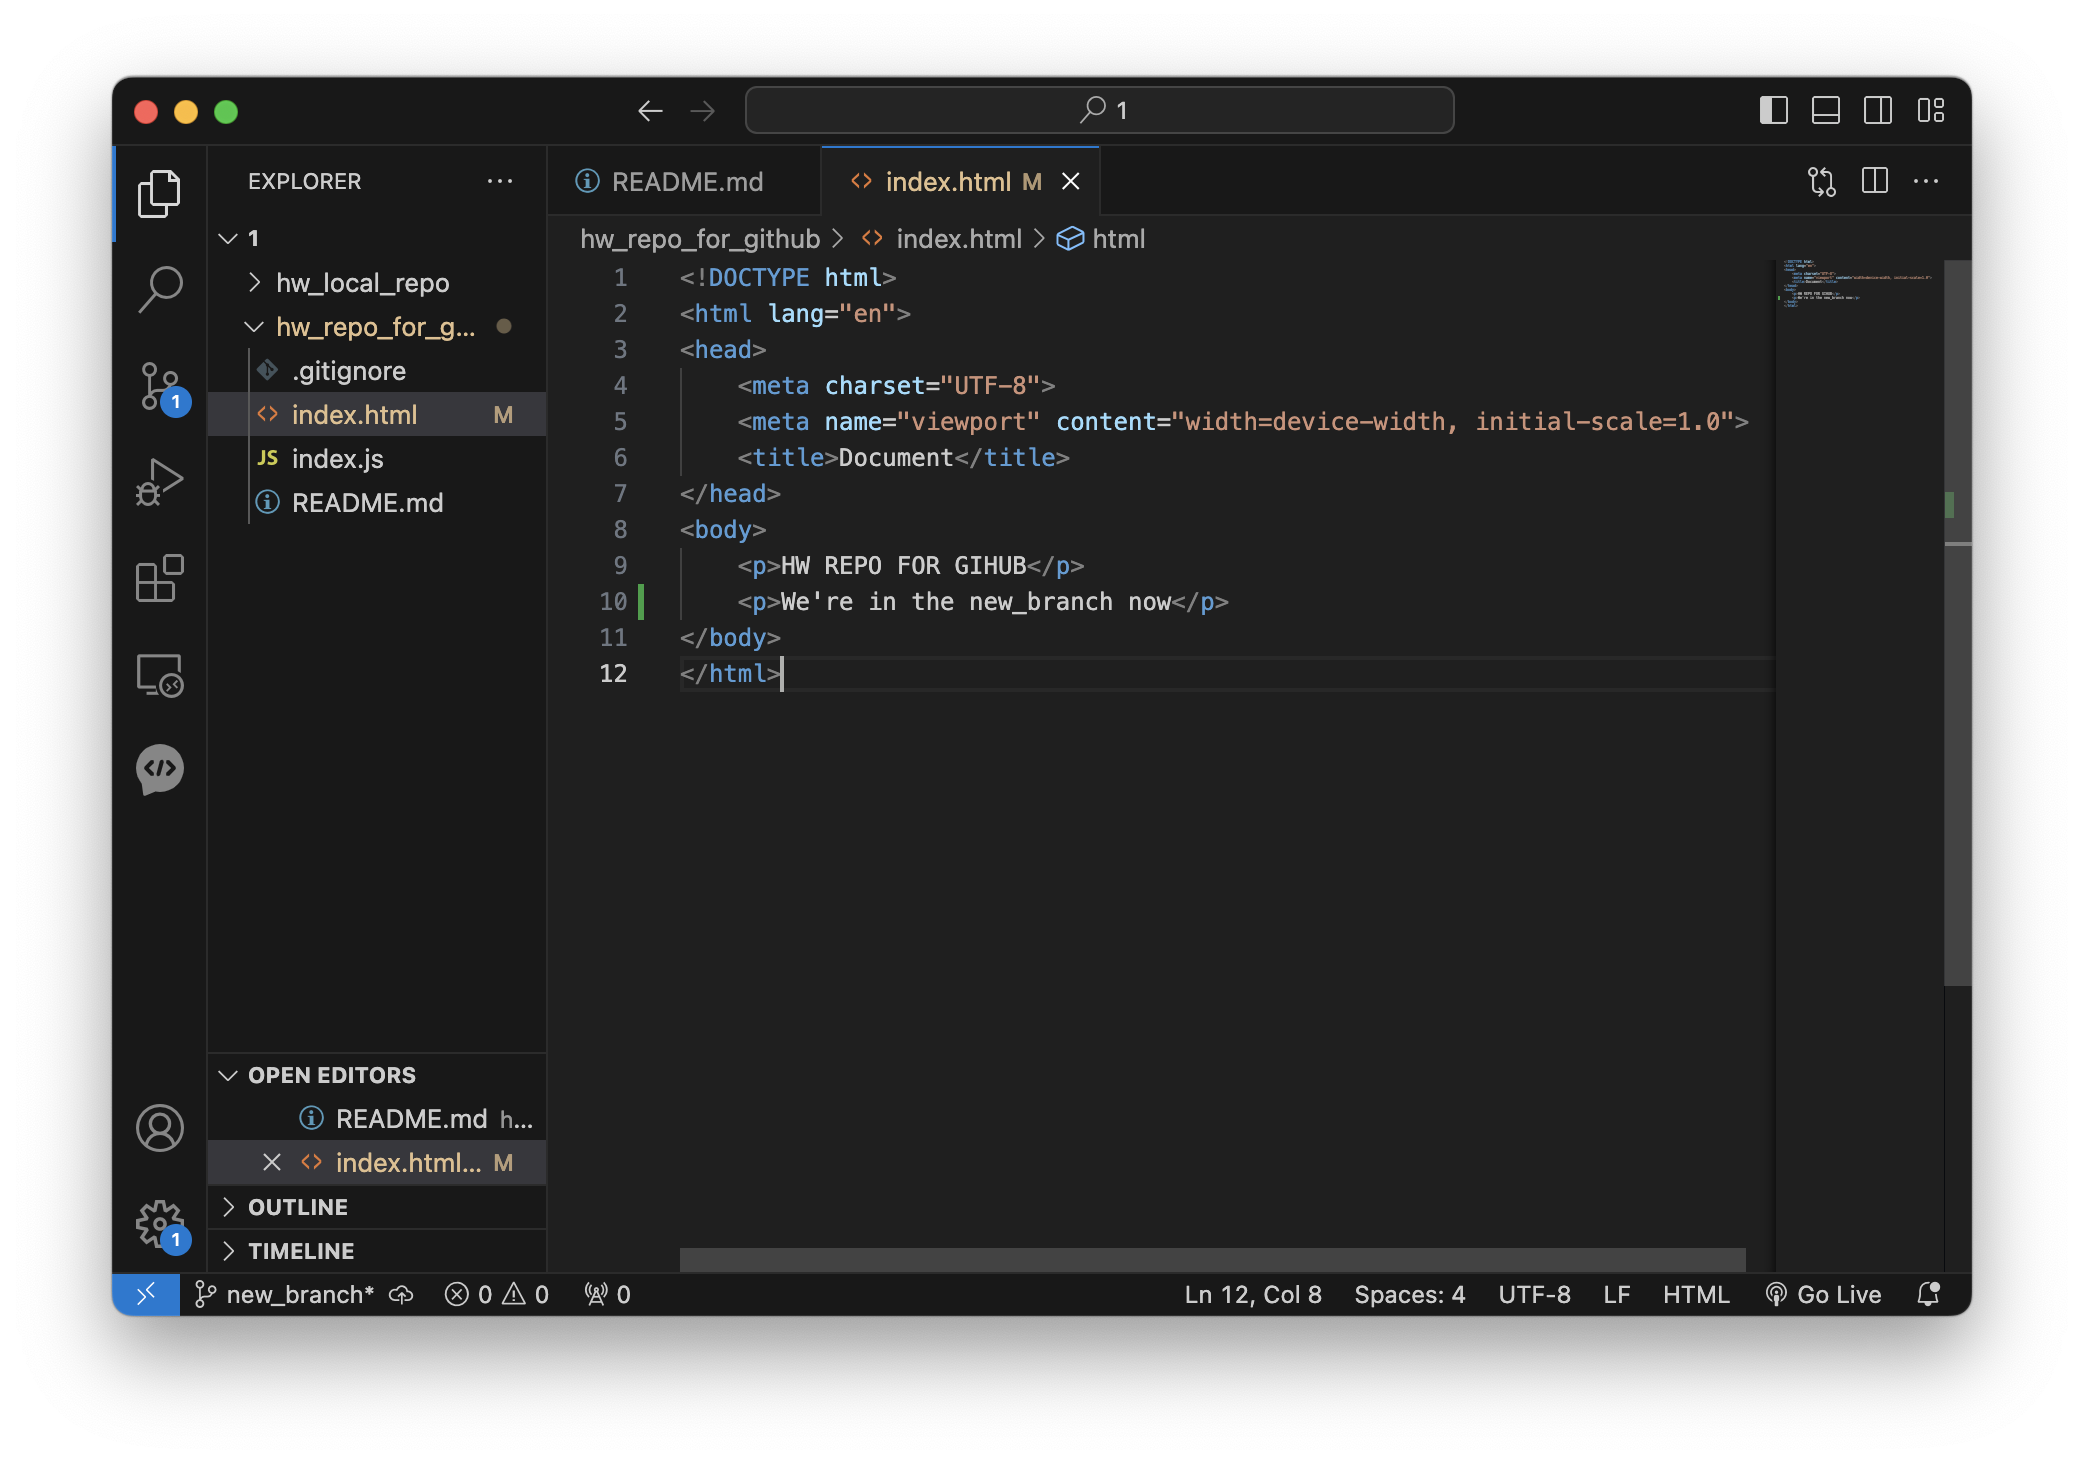 1
EXPLORER
1
hw_local_repo
hw_repo_for_g...
.gitignore
index.html M
JS index.js
README.md
OPEN EDITORS
README.md h...
index.html... M
OUTLINE
TIMELINE
README.md
index.html M
hw_repo_for_github > index.html > html
1 <!DOCTYPE html>
2 <html lang="en">
3 <head>
4 <meta charset="UTF-8">
5 <meta name="viewport" content="width=device-width, initial-scale=1.0">
6 <title>Document</title>
7 </head>
8 <body>
9 <p>HW REPO FOR GIHUB</p>
10 <p>We're in the new_branch now</p>
11 </body>
12 </html>
1
1
new_branch* 0 0 0 Ln 12, Col 8 Spaces: 4 UTF-8 LF HTML Go Live